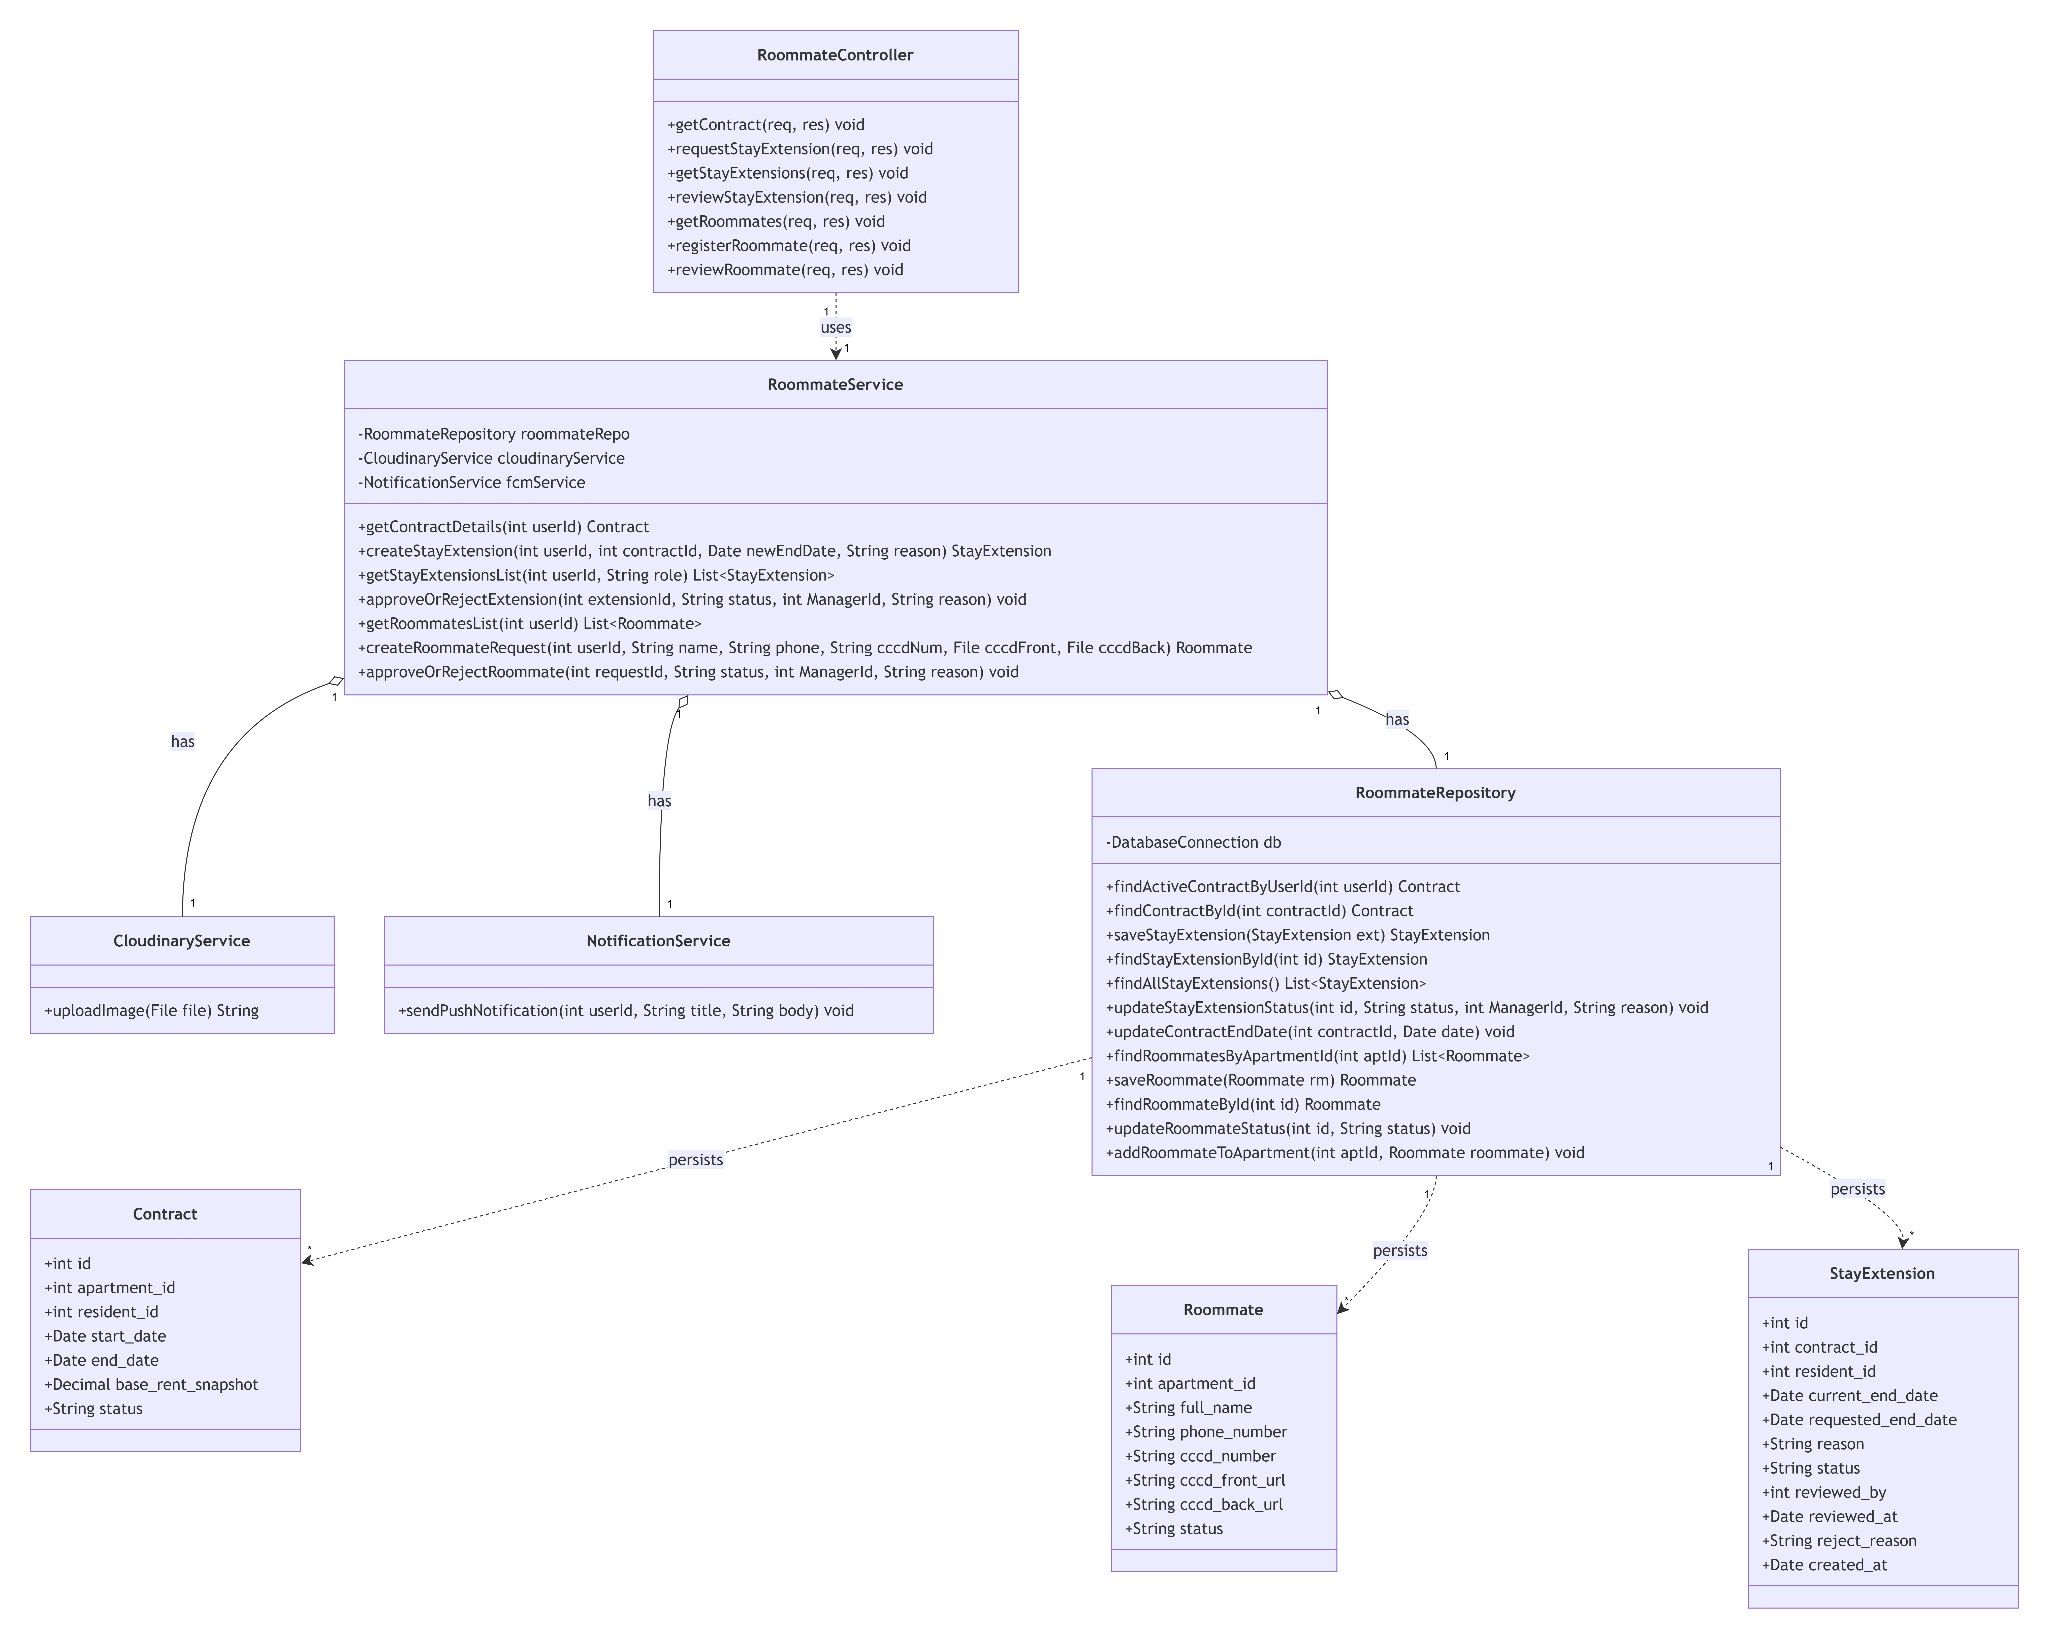 RoommateController
+getContract(req, res) void
+requestStayExtension(req, res) void
+getStayExtensions(req, res) void
+reviewStayExtension(req, res) void
+getRoommates(req, res) void
+registerRoommate(req, res) void
+reviewRoommate(req, res) void
1
uses
1
RoommateService
-RoommateRepository roommateRepo
-CloudinaryService cloudinaryService
-NotificationService fcmService
+getContractDetails(int userId) Contract
+createStayExtension(int userId, int contractId, Date newEndDate, String reason) StayExtension
+getStayExtensionsList(int userId, String role) List<StayExtension>
+approveOrRejectExtension(int extensionId, String status, int ManagerId, String reason) void
+getRoommatesList(int userId) List<Roommate>
+createRoommateRequest(int userId, String name, String phone, String cccdNum, File cccdFront, File cccdBack) Roommate
+approveOrRejectRoommate(int requestId, String status, int ManagerId, String reason) void
1
1
1
has
has
has
1
1
1
RoommateRepository
-DatabaseConnection db
+findActiveContractByUserId(int userId) Contract
+findContractById(int contractId) Contract
+saveStayExtension(StayExtension ext) StayExtension
+findStayExtensionById(int id) StayExtension
+findAllStayExtensions() List<StayExtension>
+updateStayExtensionStatus(int id, String status, int ManagerId, String reason) void
+updateContractEndDate(int contractId, Date date) void
+findRoommatesByApartmentId(int aptId) List<Roommate>
+saveRoommate(Roommate rm) Roommate
+findRoommateById(int id) Roommate
+updateRoommateStatus(int id, String status) void
+addRoommateToApartment(int aptId, Roommate roommate) void
CloudinaryService
+uploadImage(File file) String
NotificationService
+sendPushNotification(int userId, String title, String body) void
1
persists
*
1
persists
*
1
persists
*
Contract
+int id
+int apartment_id
+int resident_id
+Date start_date
+Date end_date
+Decimal base_rent_snapshot
+String status
Roommate
+int id
+int apartment_id
+String full_name
+String phone_number
+String cccd_number
+String cccd_front_url
+String cccd_back_url
+String status
StayExtension
+int id
+int contract_id
+int resident_id
+Date current_end_date
+Date requested_end_date
+String reason
+String status
+int reviewed_by
+Date reviewed_at
+String reject_reason
+Date created_at